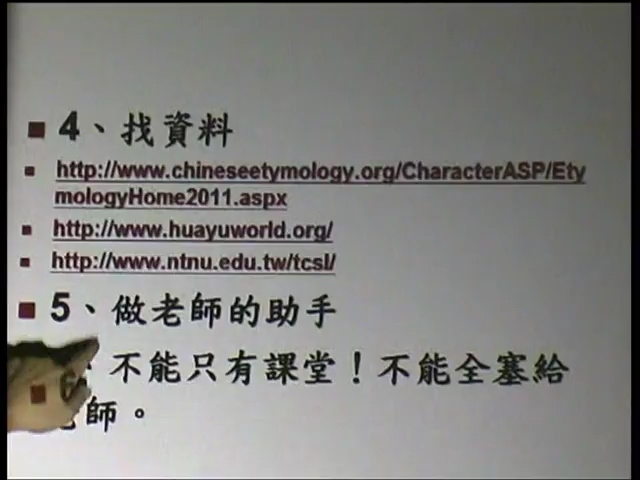 4、找資料
http://www.chineseetymology.org/CharacterASP/Ety
mologyHome2011.aspx
http://www.huayuworld.org/
http://www.ntnu.edu.tw/tcsl/
5、做老師的助手
6、不能只有課堂！不能全塞給
老師。